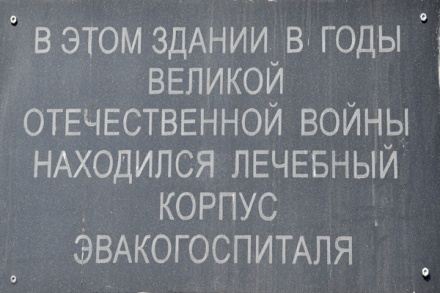 В ЭТОМ ЗДАНИИ В ГОДЫ
ВЕЛИКОЙ
ОТЕЧЕСТВЕННОЙ ВОЙНЫ
НАХОДИЛСЯ ЛЕЧЕБНЫЙ
КОРПУС
ЭВАКОГОСПИТАЛЯ